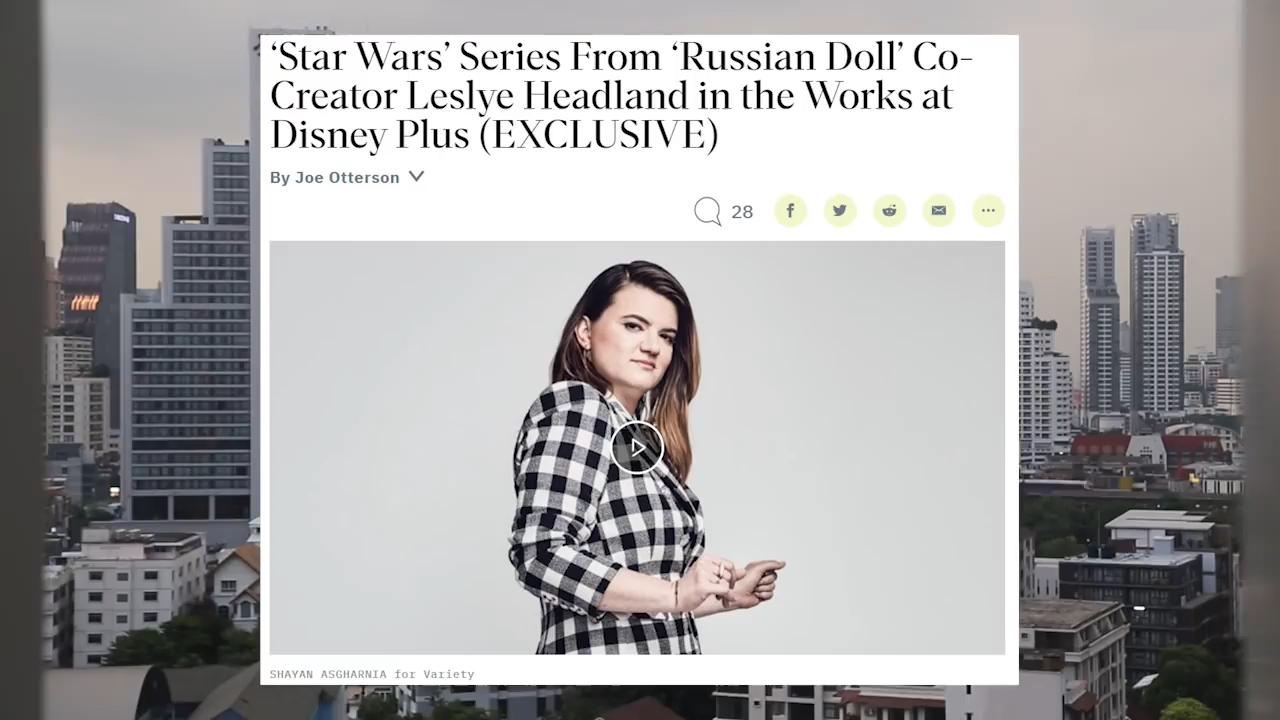 ‘Star Wars’ Series From ‘Russian Doll’ Co-
Creator Leslye Headland in the Works at
Disney Plus (EXCLUSIVE)
By Joe Otterson
28
SHAYAN ASGHARNIA for Variety